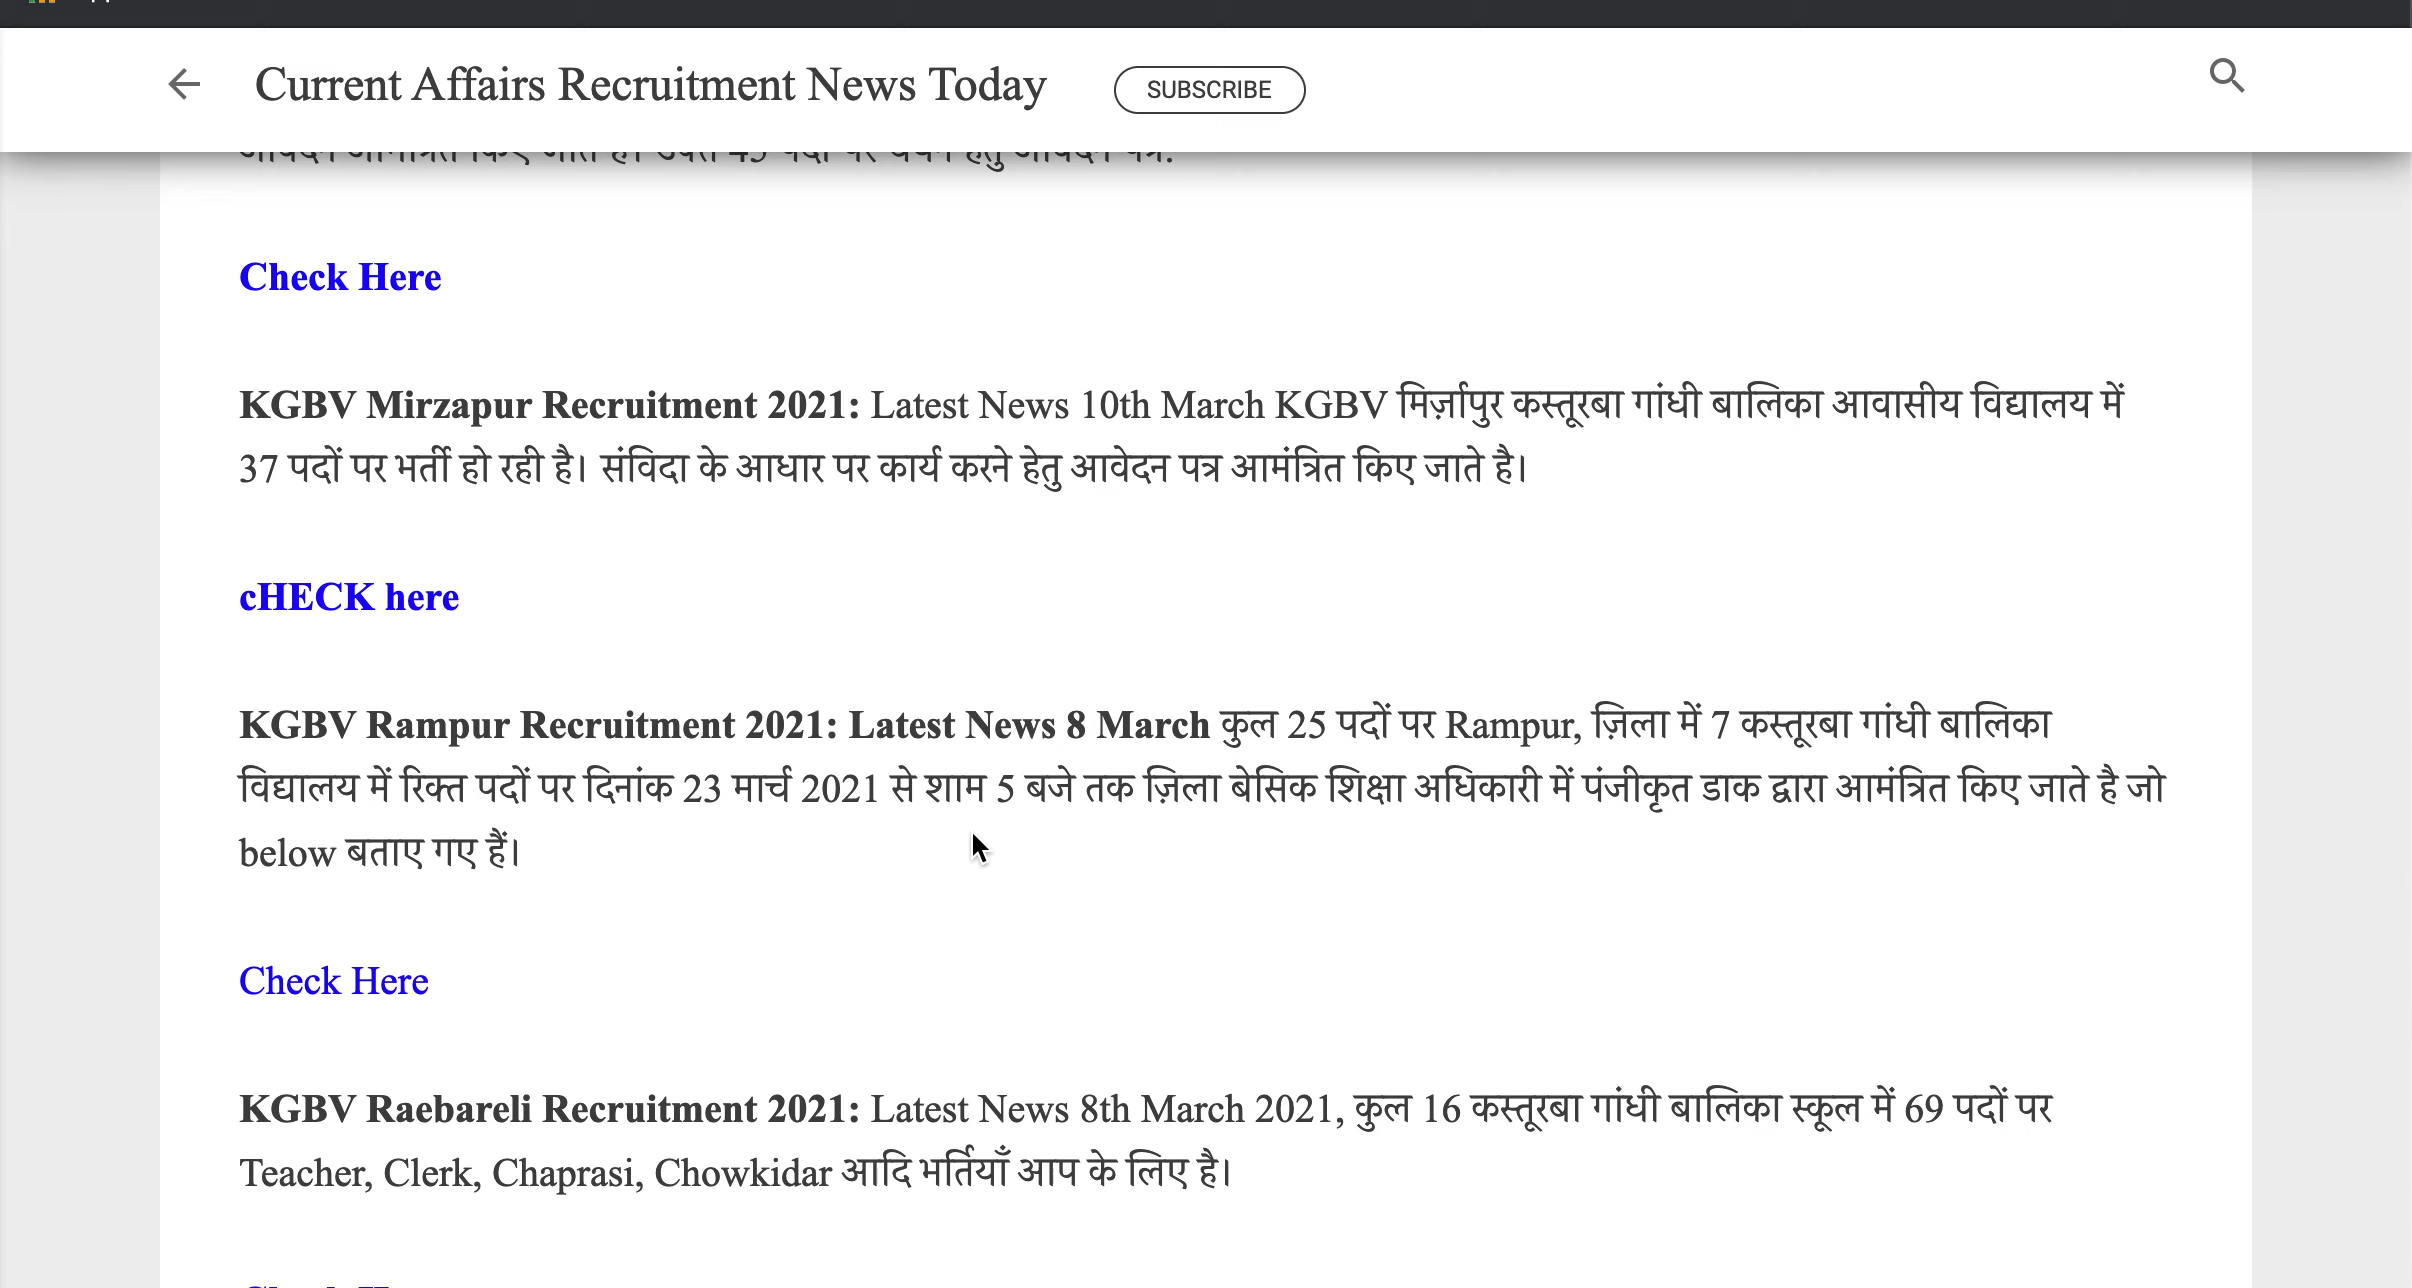 Current Affairs Recruitment News Today
SUBSCRIBE
Check Here
KGBV Mirzapur Recruitment 2021: Latest News 10th March KGBV मिर्ज़ापुर कस्तूरबा गांधी बालिका आवासीय विद्यालय में
37 पदों पर भर्ती हो रही है। संविदा के आधार पर कार्य करने हेतु आवेदन पत्र आमंत्रित किए जाते है।
cHECK here
KGBV Rampur Recruitment 2021: Latest News 8 March कुल 25 पदों पर Rampur, ज़िला में 7 कस्तूरबा गांधी बालिका
विद्यालय में रिक्त पदों पर दिनांक 23 मार्च 2021 से शाम 5 बजे तक ज़िला बेसिक शिक्षा अधिकारी में पंजीकृत डाक द्वारा आमंत्रित किए जाते है जो
below बताए गए हैं।
Check Here
KGBV Raebareli Recruitment 2021: Latest News 8th March 2021, कुल 16 कस्तूरबा गांधी बालिका स्कूल में 69 पदों पर
Teacher, Clerk, Chaprasi, Chowkidar आदि भर्तियाँ आप के लिए है।